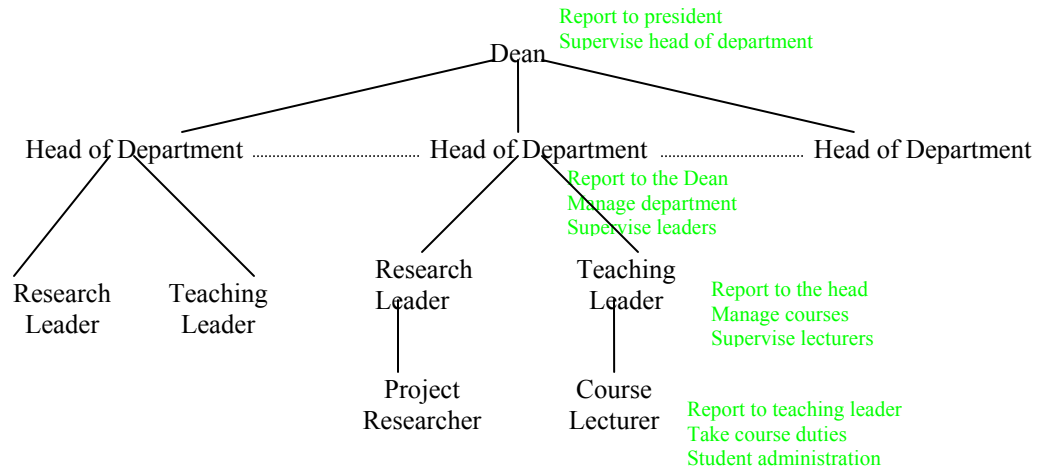 Report to president
Supervise head of department
Dean
Head of Department
Head of Department
Head of Department
Report to the Dean
Manage department
Supervise leaders
Research
Leader
Teaching
Leader
Research
Leader
Teaching
Leader
Report to the head
Manage courses
Supervise lecturers
Project
Researcher
Course
Lecturer
Report to teaching leader
Take course duties
Student administration